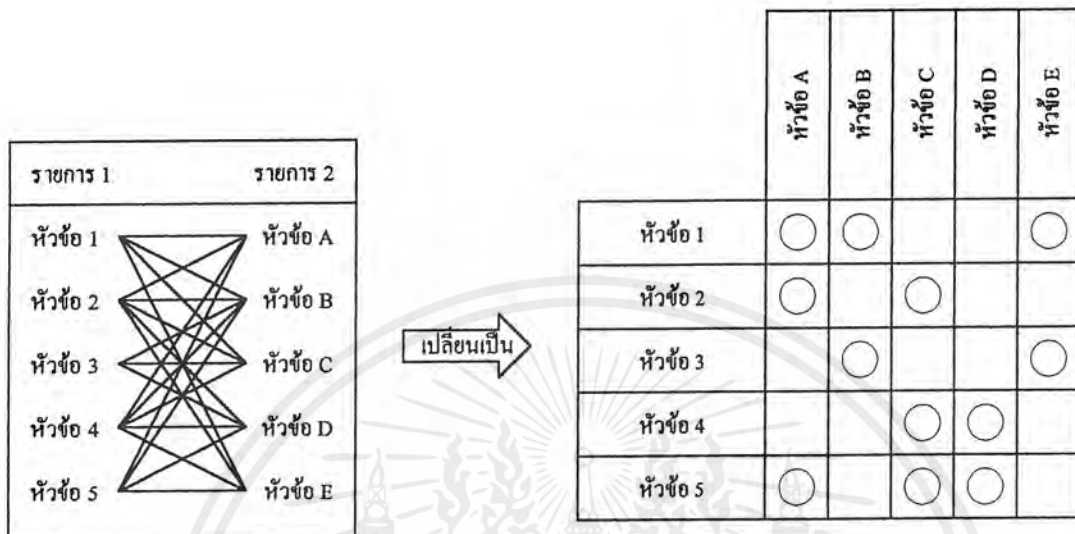 รายการ 1 รายการ 2
หัวข้อ 1 หัวข้อ A
หัวข้อ 2 หัวข้อ B
หัวข้อ 3 หัวข้อ C
หัวข้อ 4 หัวข้อ D
หัวข้อ 5 หัวข้อ E
เปลี่ยนเป็น
หัวข้อ A
หัวข้อ B
หัวข้อ C
หัวข้อ D
หัวข้อ E
หัวข้อ 1
หัวข้อ 2
หัวข้อ 3
หัวข้อ 4
หัวข้อ 5